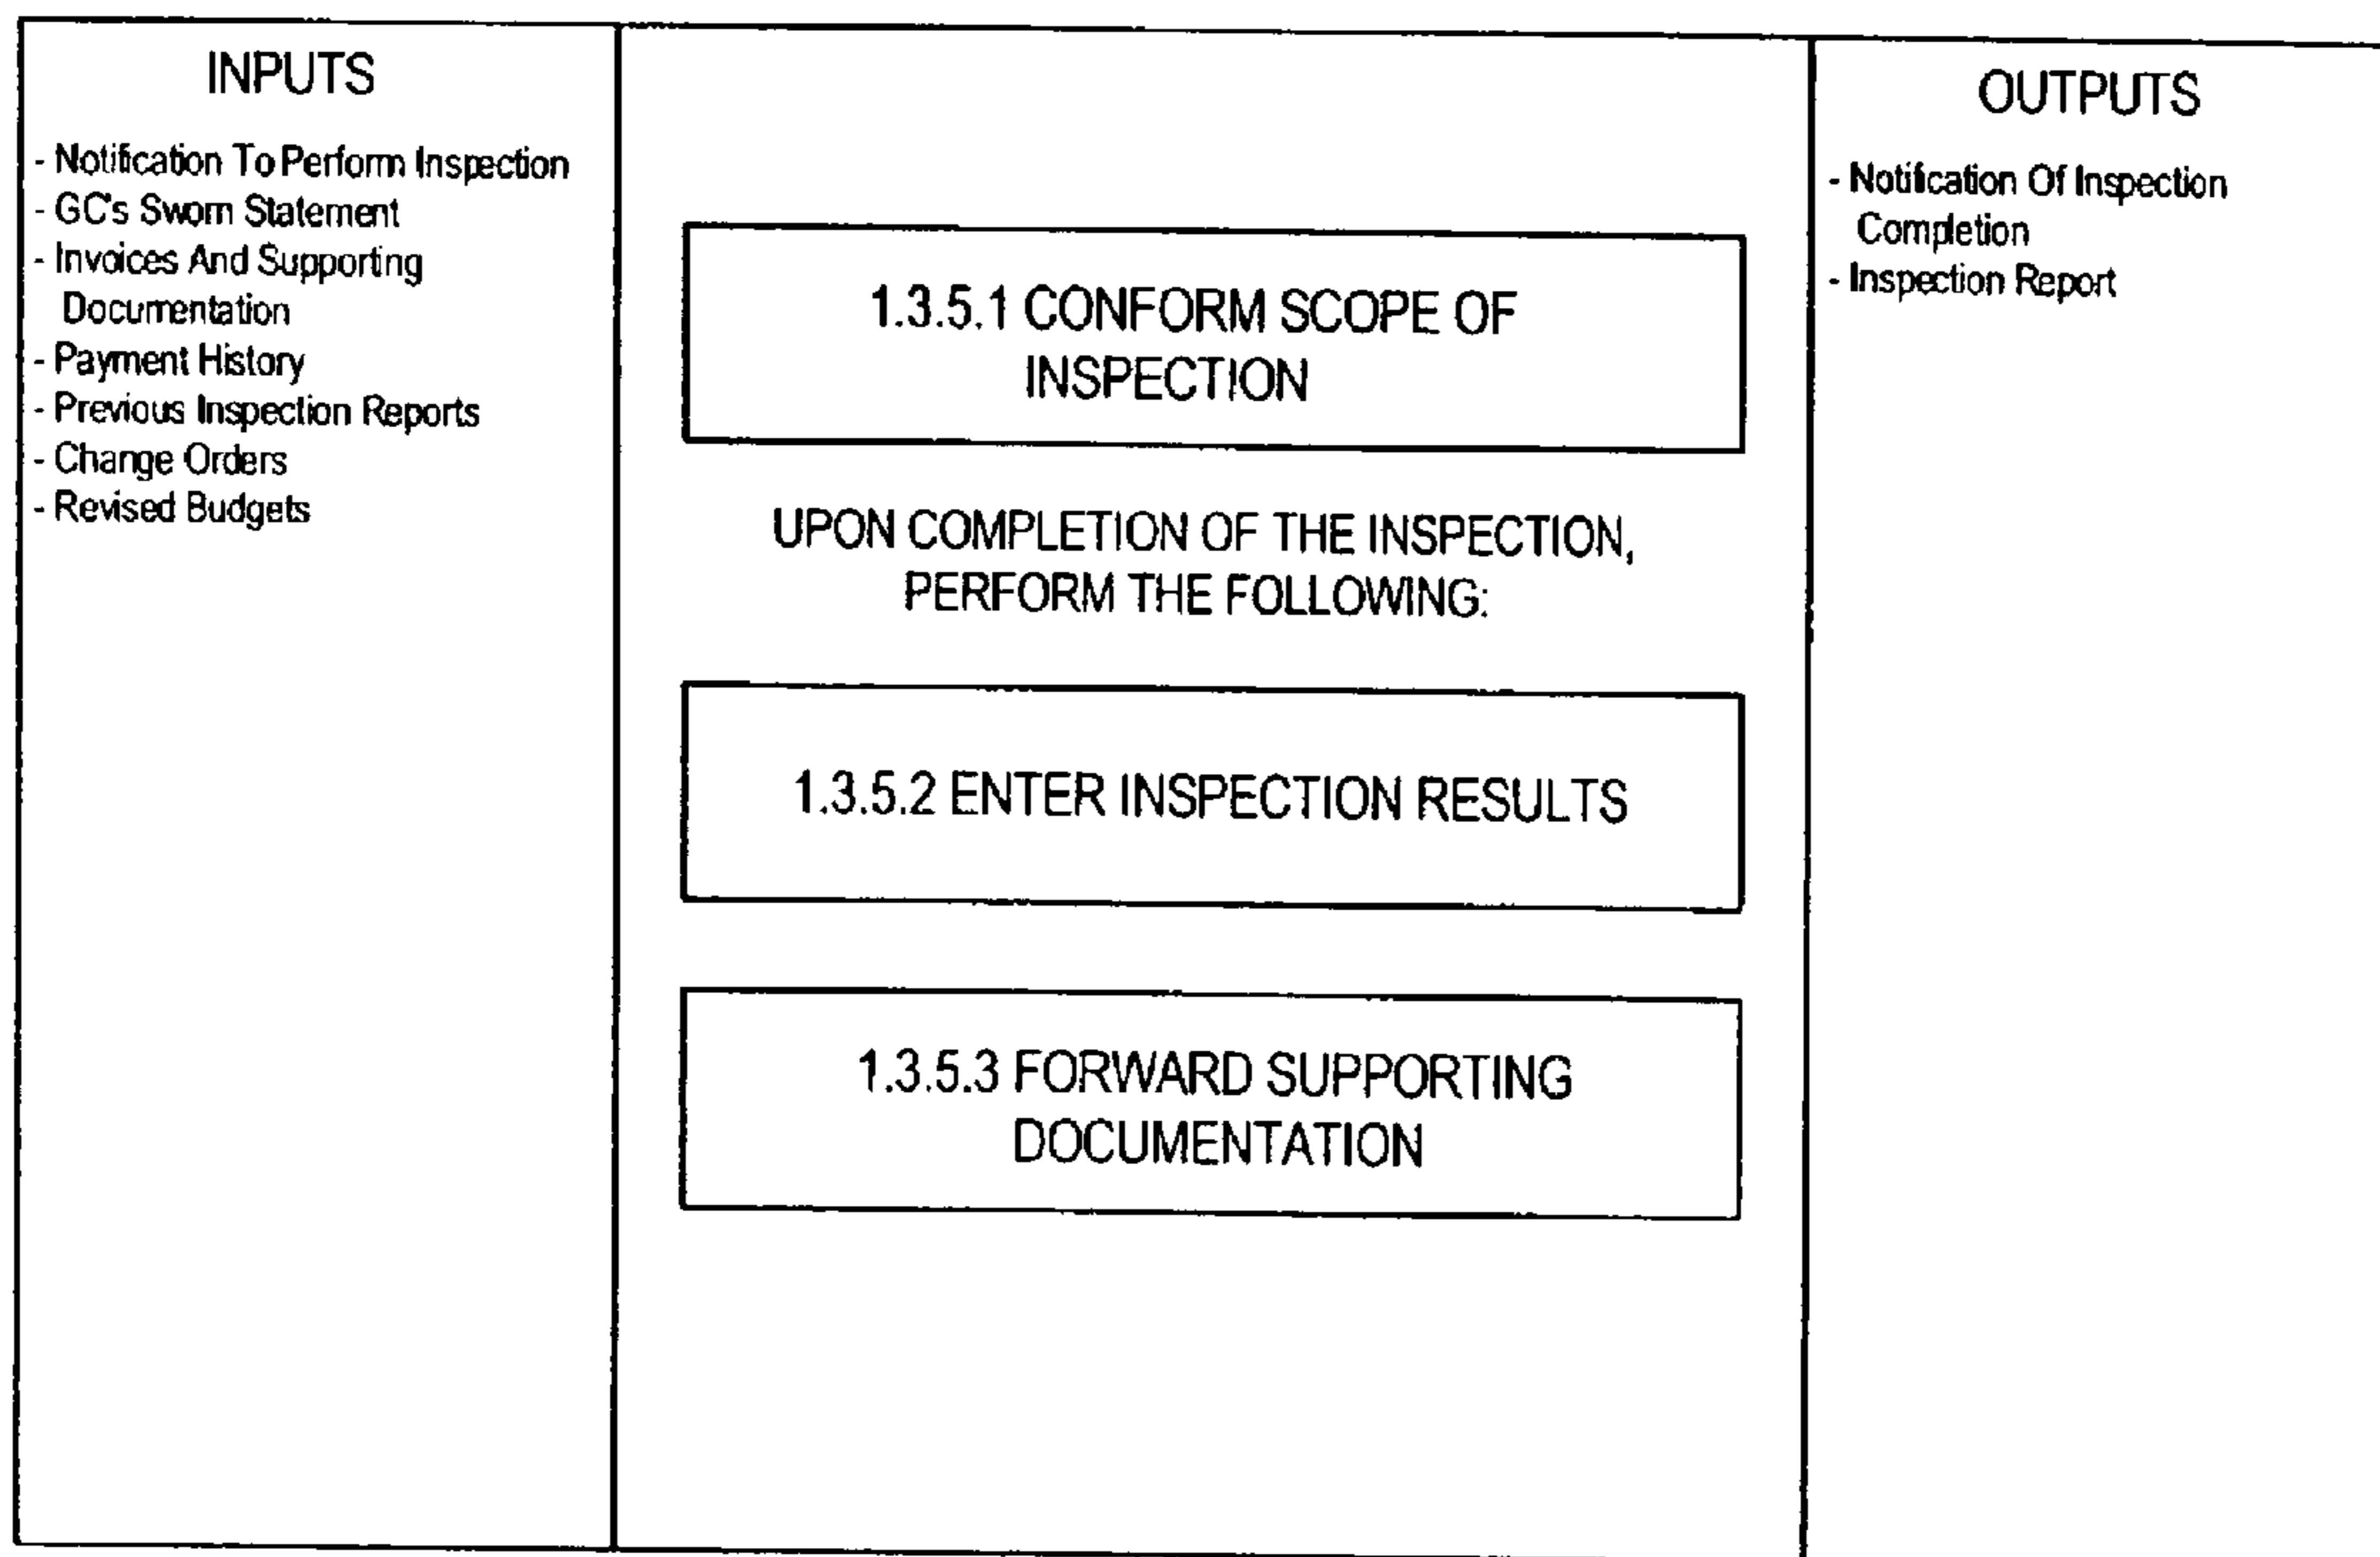 INPUTS
- Notification To Perform Inspection
- GC's Sworn Statement
- Invoices And Supporting
Documentation
- Payment History
- Previous Inspection Reports
- Change Orders
- Revised Budgets
1.3.5.1 CONFORM SCOPE OF
INSPECTION
UPON COMPLETION OF THE INSPECTION,
PERFORM THE FOLLOWING:
1.3.5.2 ENTER INSPECTION RESULTS
1.3.5.3 FORWARD SUPPORTING
DOCUMENTATION
OUTPUTS
- Notification Of Inspection
Completion
- Inspection Report